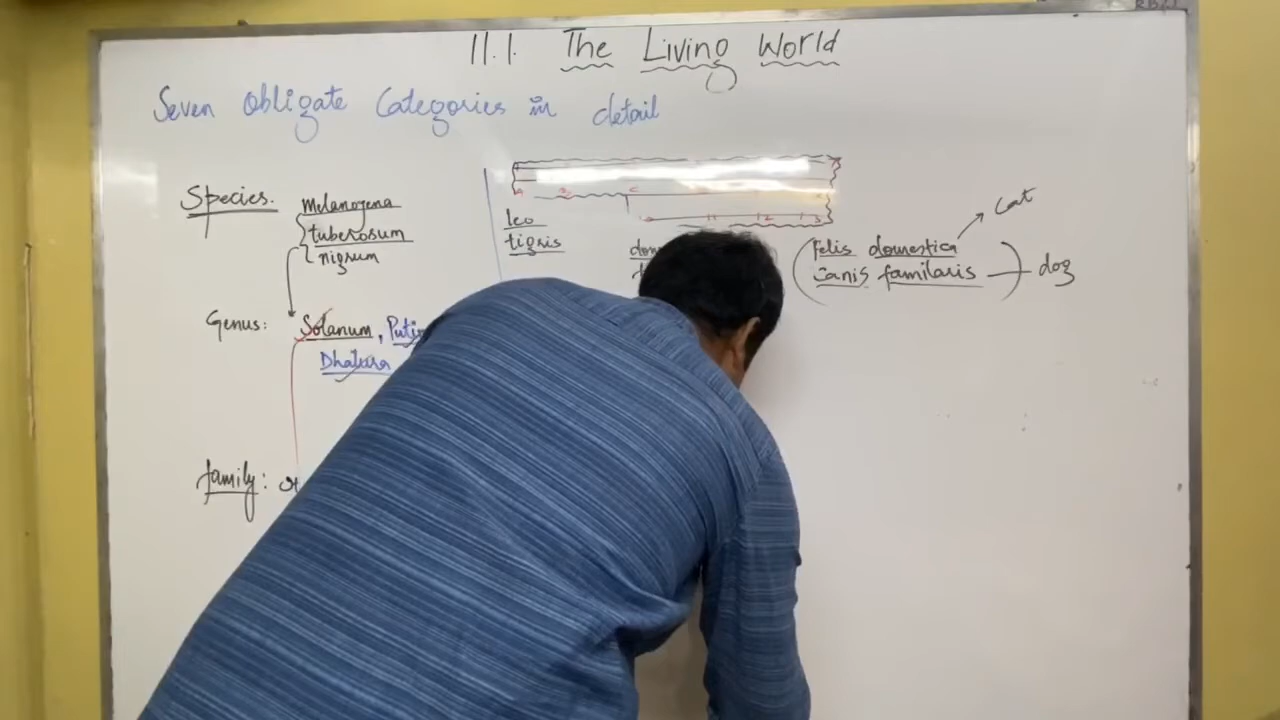 11.1. The Living World
Seven Obligate Categories in detail
Species.
melanogena
tuberosum
nigrum
leo
tigris
felis domestica
Canis familaris
cat
dog
Genus: Solanum,
Dhatura
family: